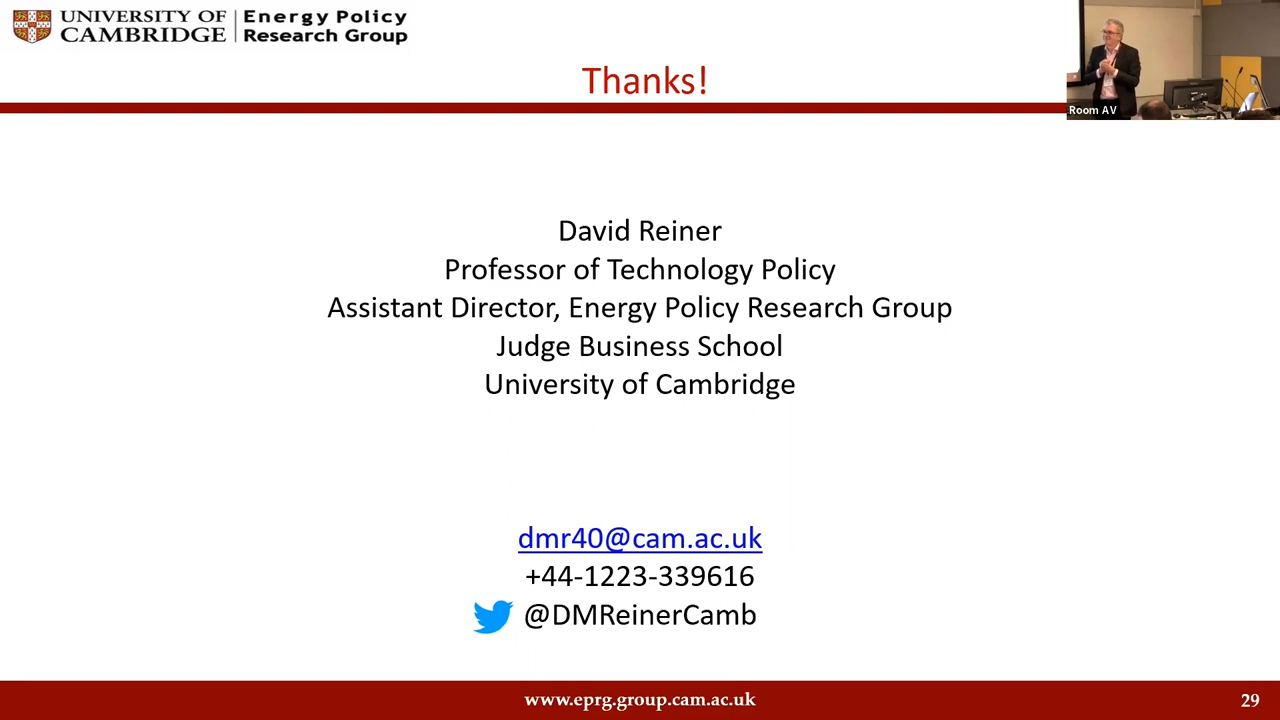 UNIVERSITY OF CAMBRIDGE
Energy Policy Research Group
Thanks!
Room AV
David Reiner
Professor of Technology Policy
Assistant Director, Energy Policy Research Group
Judge Business School
University of Cambridge
dmr40@cam.ac.uk
+44-1223-339616
@DMReinerCamb
www.eprg.group.cam.ac.uk
29